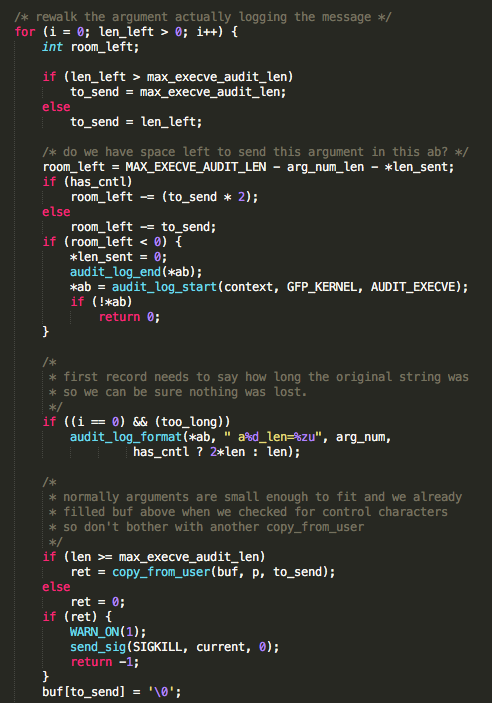 /* rewalk the argument actually logging the message */
for (i = 0; len_left > 0; i++) {
int room_left;
if (len_left > max_execve_audit_len)
to_send = max_execve_audit_len;
else
to_send = len_left;
/* do we have space left to send this argument in this ab? */
room_left = MAX_EXECVE_AUDIT_LEN - arg_num_len - *len_sent;
if (has_cntl)
room_left -= (to_send * 2);
else
room_left -= to_send;
if (room_left < 0) {
*len_sent = 0;
audit_log_end(*ab);
*ab = audit_log_start(context, GFP_KERNEL, AUDIT_EXECVE);
if (!*ab)
return 0;
}
/*
* first record needs to say how long the original string was
* so we can be sure nothing was lost.
*/
if ((i == 0) && (too_long))
audit_log_format(*ab, " a%d_len=%zu", arg_num,
has_cntl ? 2*len : len);
/*
* normally arguments are small enough to fit and we already
* filled buf above when we checked for control characters
* so don't bother with another copy_from_user
*/
if (len >= max_execve_audit_len)
ret = copy_from_user(buf, p, to_send);
else
ret = 0;
if (ret) {
WARN_ON(1);
send_sig(SIGKILL, current, 0);
return -1;
}
buf[to_send] = '\0';